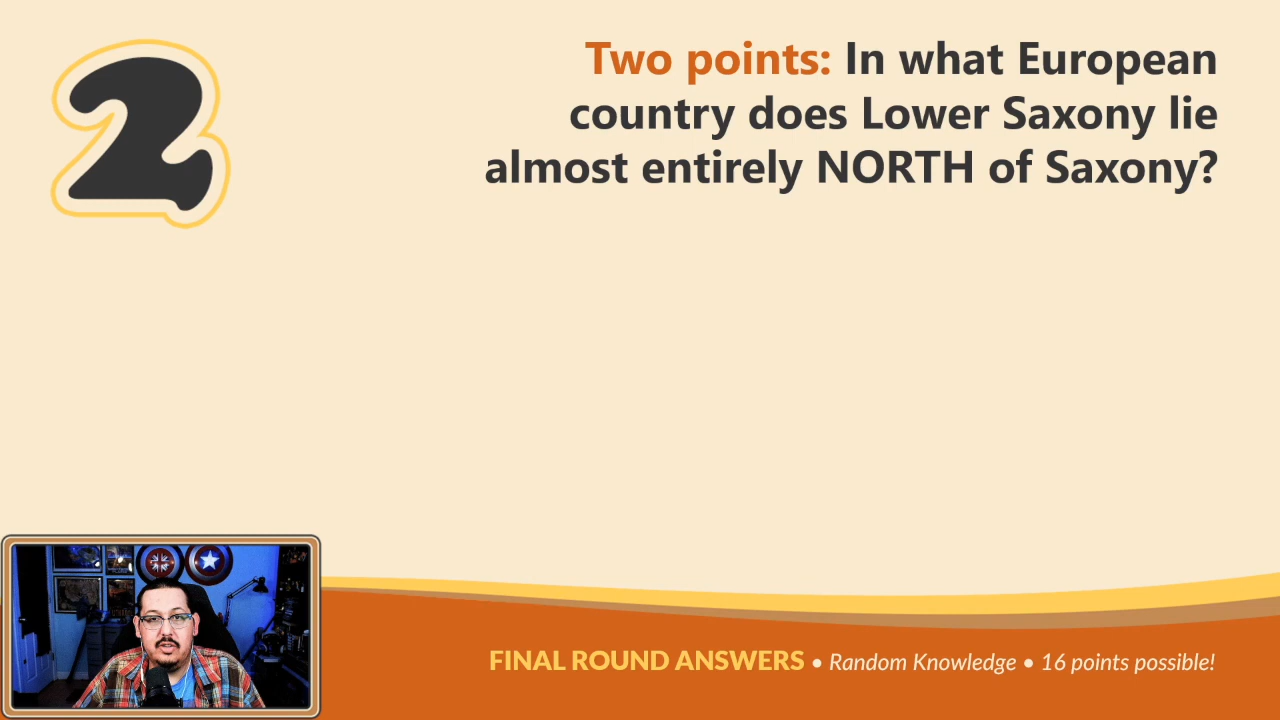 2
Two points: In what European
country does Lower Saxony lie
almost entirely NORTH of Saxony?
FINAL ROUND ANSWERS • Random Knowledge • 16 points possible!